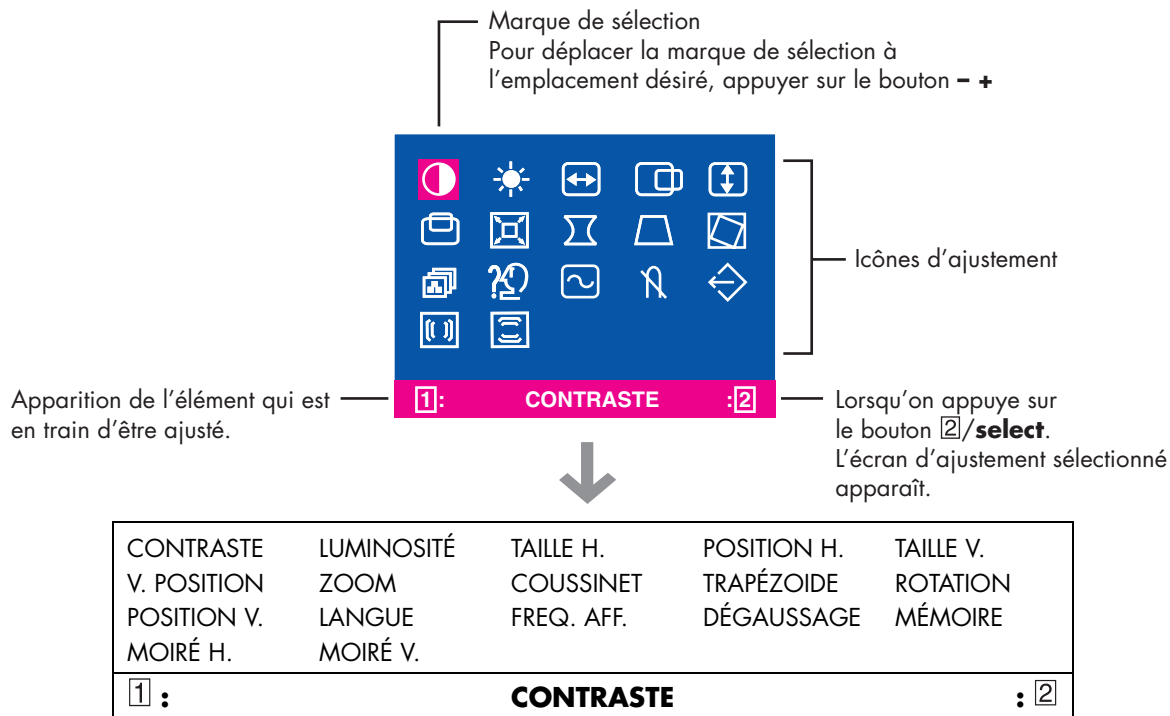 Marque de sélection
Pour déplacer la marque de sélection à
l'emplacement désiré, appuyer sur le bouton – +
Icônes d'ajustement
1: CONTRASTE :2
Apparition de l'élément qui est
en train d'être ajusté.
Lorsqu'on appuye sur
le bouton 2/select.
L'écran d'ajustement sélectionné
apparaît.
CONTRASTE LUMINOSITÉ TAILLE H. POSITION H. TAILLE V.
V. POSITION ZOOM COUSSINET TRAPÉZOIDE ROTATION
POSITION V. LANGUE FREQ. AFF. DÉGAUSSAGE MÉMOIRE
MOIRÉ H. MOIRÉ V.
1 : CONTRASTE : 2